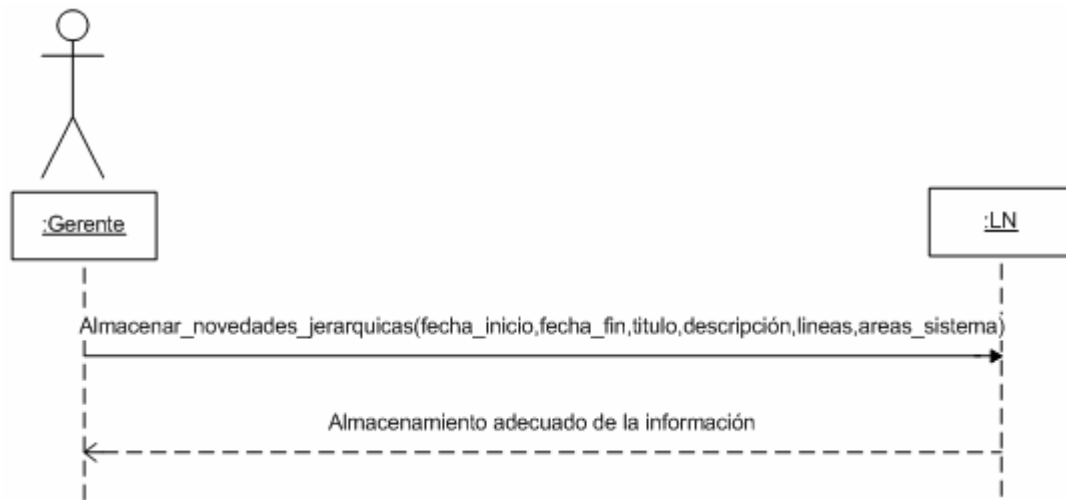 :Gerente
:LN
Almacenar_novedades_jerarquicas(fecha_inicio,fecha_fin,titulo,descripción,lineas,areas_sistema)
Almacenamiento adecuado de la información